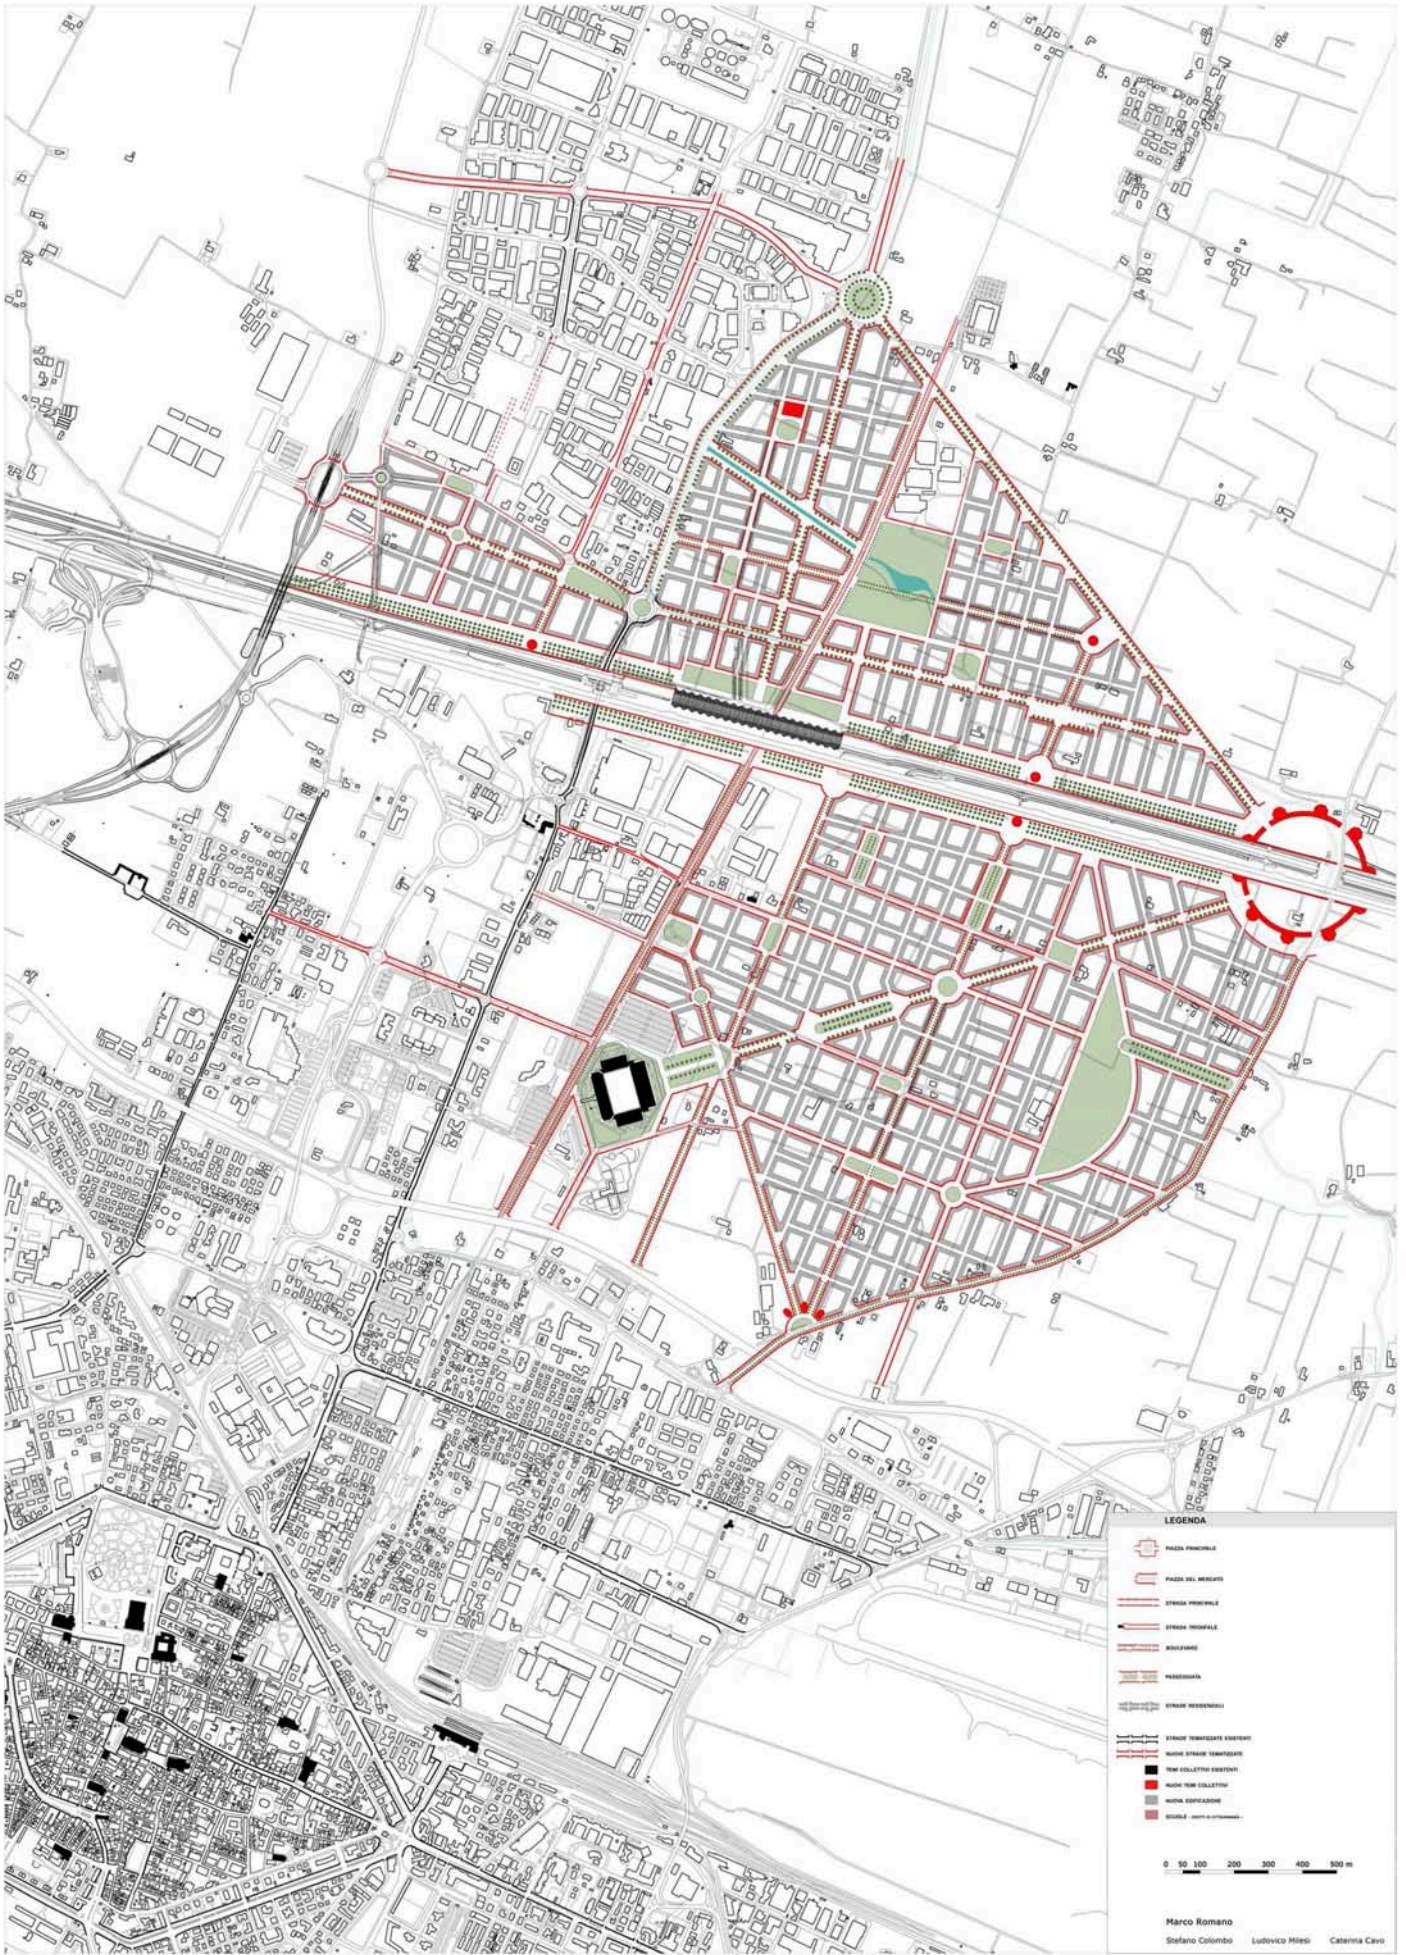 LEGENDA
PIAZZA PRINCIPALE
PIAZZA DEL MERCATO
STRADA PRINCIPALE
STRADA TRIONFALE
BOULEVARD
PASSEGGIATA
STRADE RESIDENZIALI
STRADE TEMATIZZATE ESISTENTI
NUOVE STRADE TEMATIZZATE
TEMI COLLETTIVI ESISTENTI
NUOVI TEMI COLLETTIVI
NUOVA EDIFICAZIONE
SCUOLE
0 50 100 200 300 400 500 m
Marco Romano
Stefano Colombo Ludovico Milesi Caterina Cavo